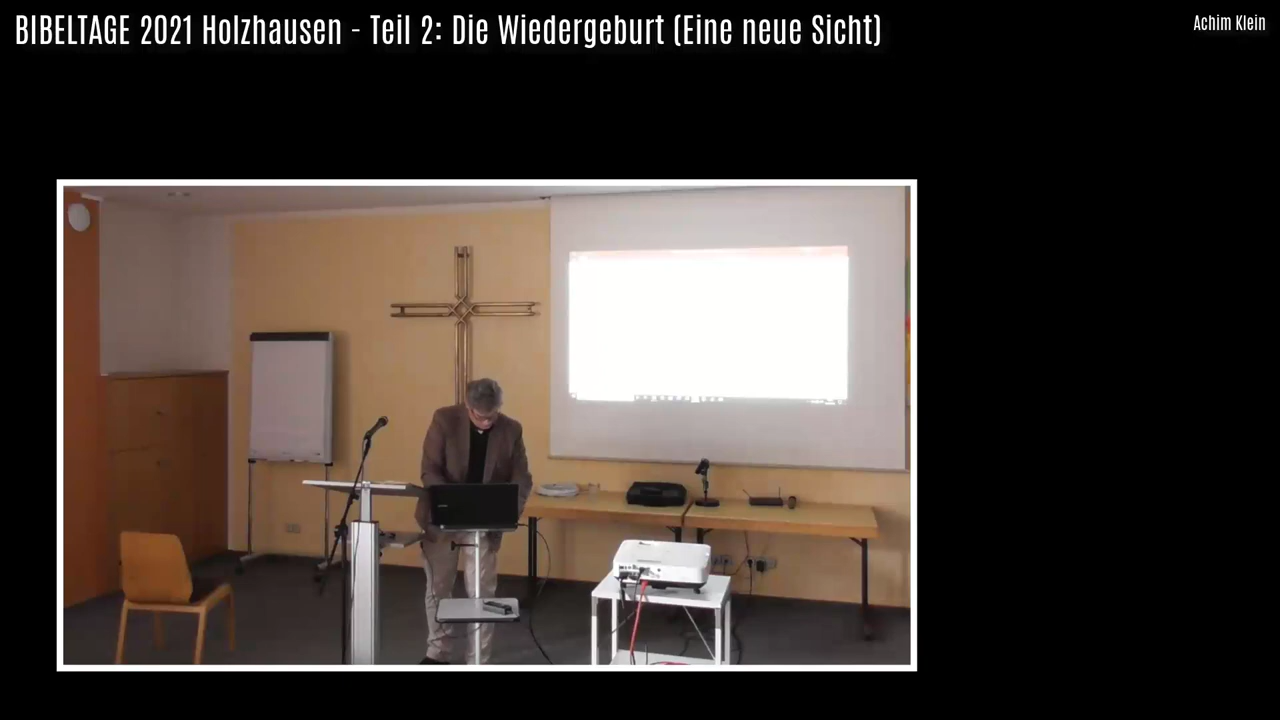 BIBELTAGE 2021 Holzhausen - Teil 2: Die Wiedergeburt (Eine neue Sicht)
Achim Klein